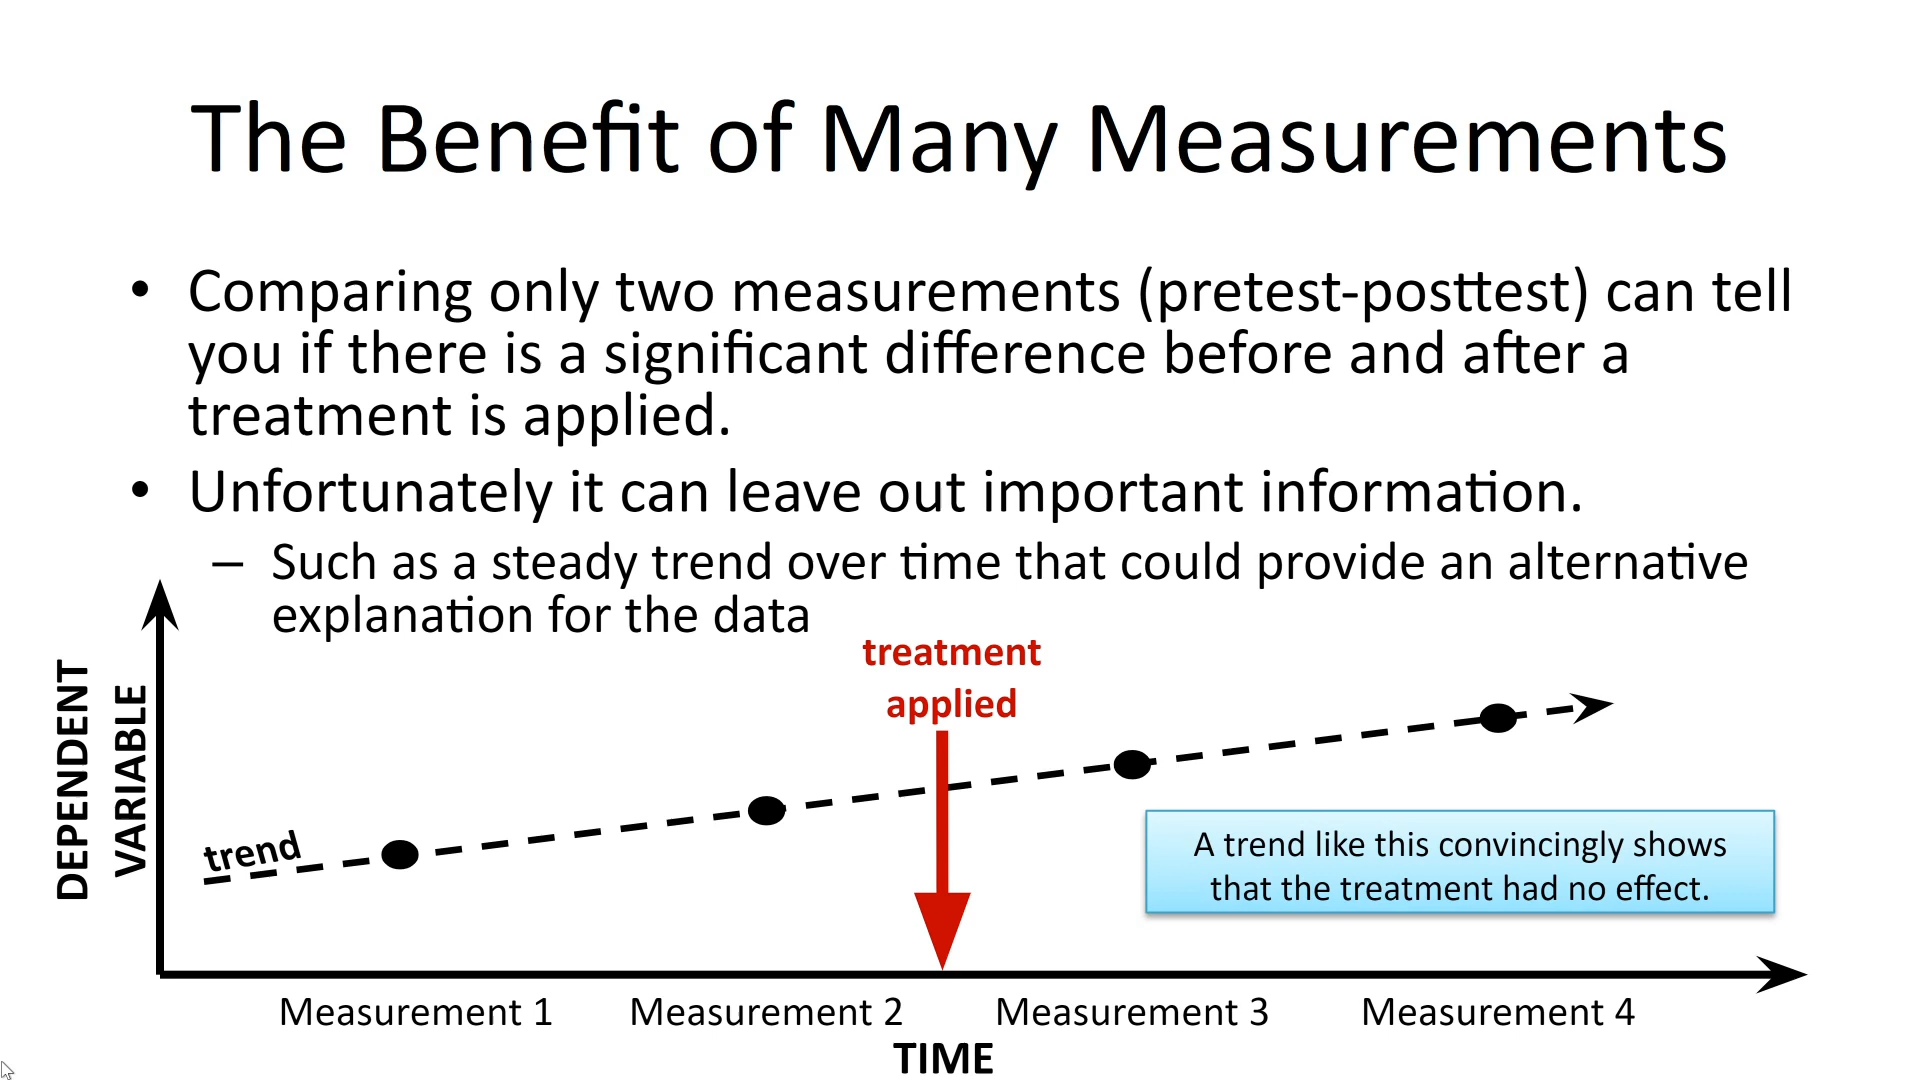 The Benefit of Many Measurements
• Comparing only two measurements (pretest-posttest) can tell
you if there is a significant difference before and after a
treatment is applied.
• Unfortunately it can leave out important information.
– Such as a steady trend over time that could provide an alternative
explanation for the data
treatment
applied
DEPENDENT
VARIABLE
trend
A trend like this convincingly shows
that the treatment had no effect.
Measurement 1 Measurement 2 Measurement 3 Measurement 4
TIME